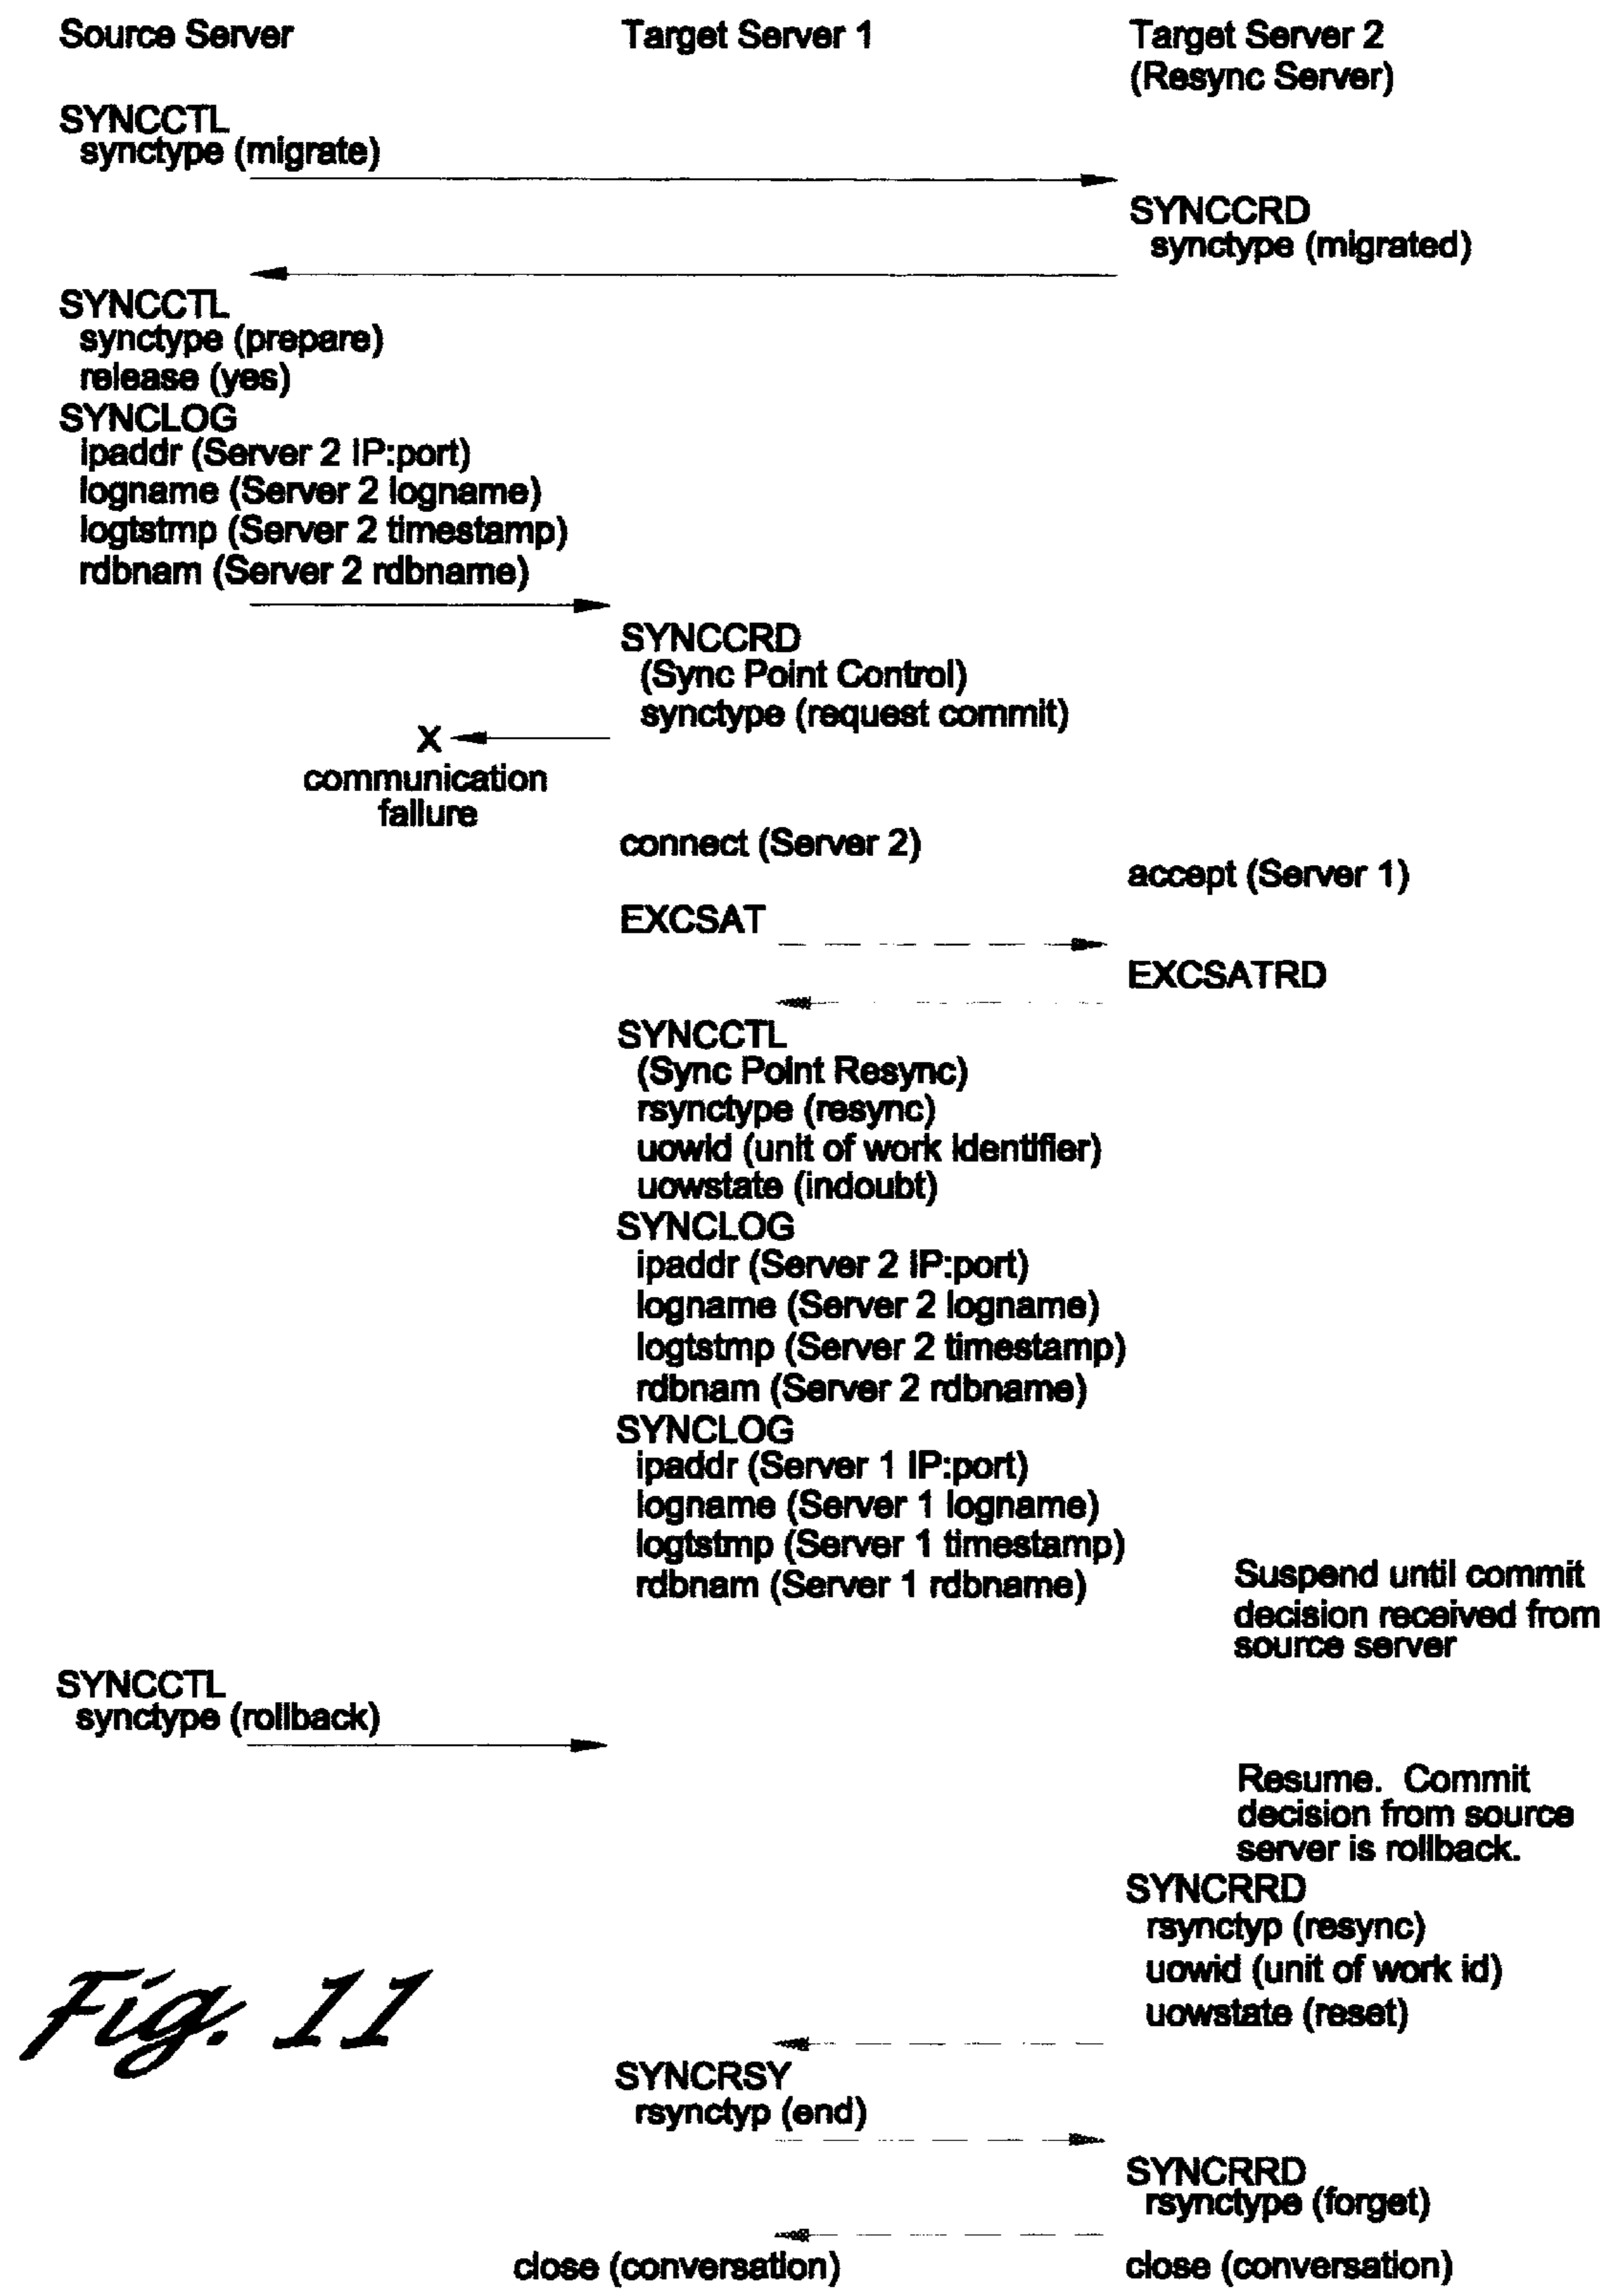 Source Server
Target Server 1
Target Server 2
(Resync Server)
SYNCCTL
synctype (migrate)
SYNCCRD
synctype (migrated)
SYNCCTL
synctype (prepare)
release (yes)
SYNCLOG
ipaddr (Server 2 IP:port)
logname (Server 2 logname)
logtstmp (Server 2 timestamp)
rdbnam (Server 2 rdbname)
SYNCCRD
(Sync Point Control)
synctype (request commit)
X
communication
failure
connect (Server 2)
accept (Server 1)
EXCSAT
EXCSATRD
SYNCCTL
(Sync Point Resync)
rsynctype (resync)
uowid (unit of work identifier)
uowstate (indoubt)
SYNCLOG
ipaddr (Server 2 IP:port)
logname (Server 2 logname)
logtstmp (Server 2 timestamp)
rdbnam (Server 2 rdbname)
SYNCLOG
ipaddr (Server 1 IP:port)
logname (Server 1 logname)
logtstmp (Server 1 timestamp)
rdbnam (Server 1 rdbname)
Suspend until commit
decision received from
source server
SYNCCTL
synctype (rollback)
Resume. Commit
decision from source
server is rollback.
SYNCRRD
rsynctyp (resync)
uowid (unit of work id)
uowstate (reset)
Fig. 11
SYNCRSY
rsynctyp (end)
SYNCRRD
rsynctype (forget)
close (conversation)
close (conversation)